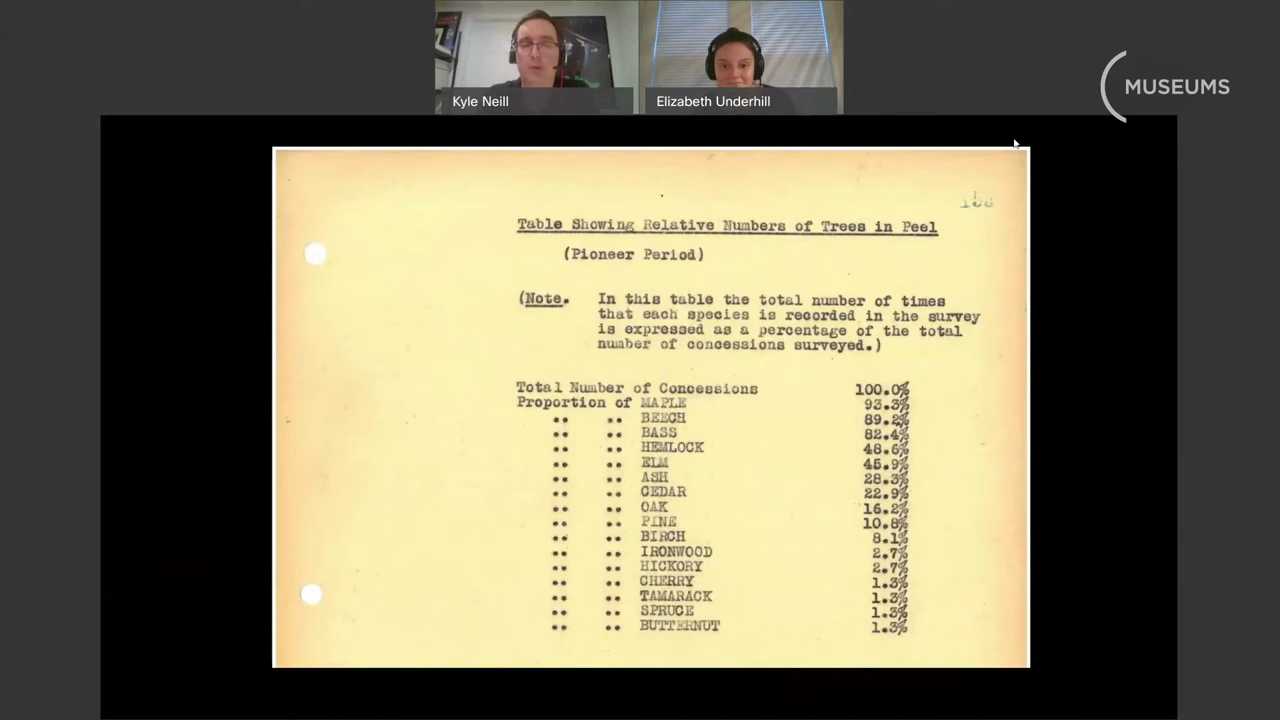 Kyle Neill
Elizabeth Underhill
MUSEUMS
Table Showing Relative Numbers of Trees in Peel
(Pioneer Period)
(Note. In this table the total number of times
that each species is recorded in the survey
is expressed as a percentage of the total
number of concessions surveyed.)
Total Number of Concessions 100.0%
Proportion of MAPLE 93.3%
.. .. BEECH 89.2%
.. .. BASS 82.4%
.. .. HEMLOCK 48.6%
.. .. ELM 45.9%
.. .. ASH 28.3%
.. .. CEDAR 22.9%
.. .. OAK 16.2%
.. .. PINE 10.8%
.. .. BIRCH 8.1%
.. .. IRONWOOD 2.7%
.. .. HICKORY 2.7%
.. .. CHERRY 1.3%
.. .. TAMARACK 1.3%
.. .. SPRUCE 1.3%
.. .. BUTTERNUT 1.3%